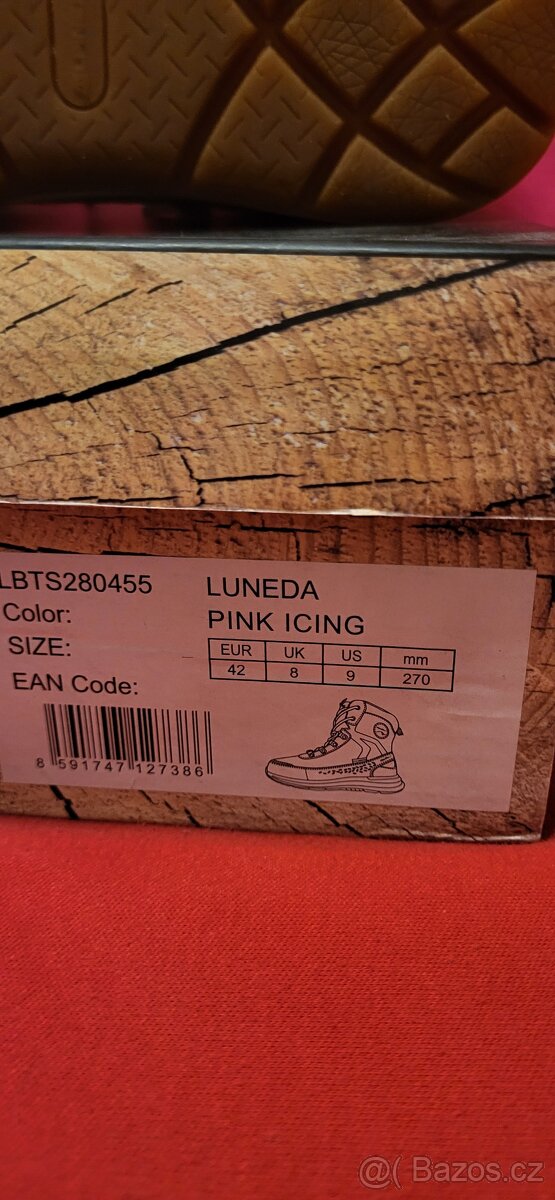 LBTS280455 LUNEDA
Color: PINK ICING
SIZE: EUR UK US mm
42 8 9 270
EAN Code:
8 591747 127386
@( Bazos.cz